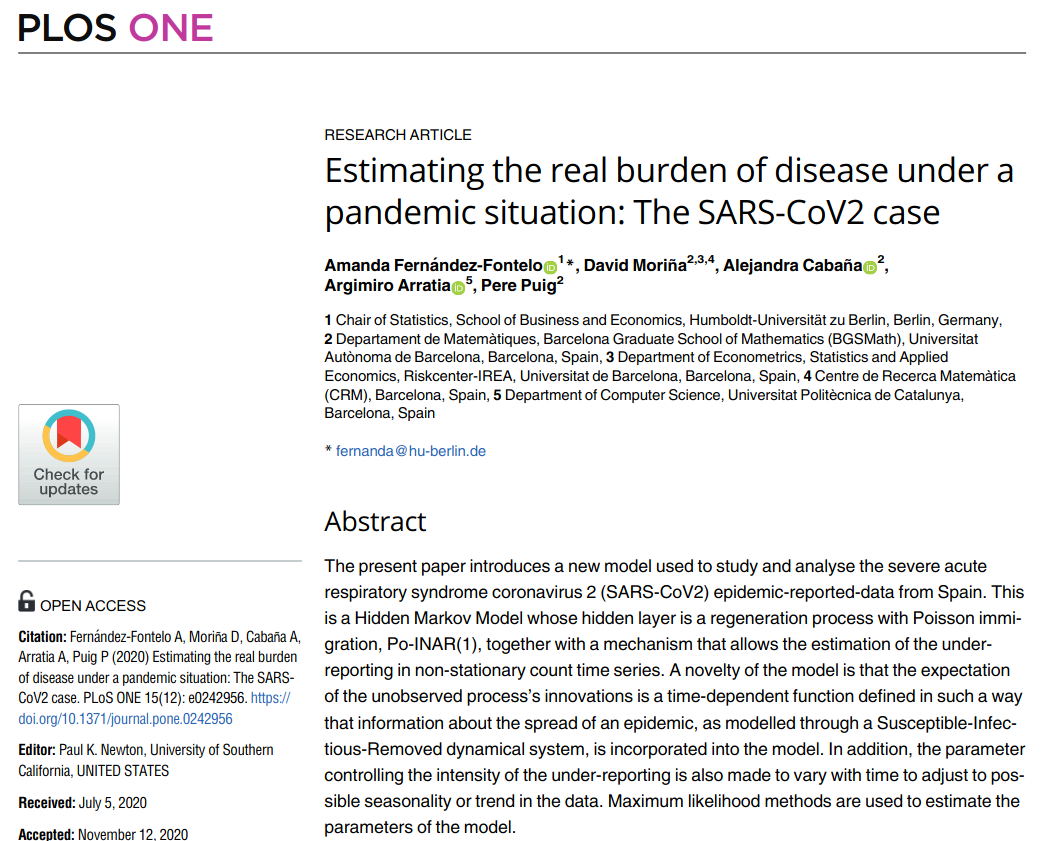 PLOS ONE
RESEARCH ARTICLE
Estimating the real burden of disease under a
pandemic situation: The SARS-CoV2 case
Amanda Fernández-Fontelo iD 1*, David Moriña2,3,4, Alejandra Cabaña iD 2,
Argimiro Arratia iD 5, Pere Puig2
1 Chair of Statistics, School of Business and Economics, Humboldt-Universität zu Berlin, Berlin, Germany,
2 Departament de Matemàtiques, Barcelona Graduate School of Mathematics (BGSMath), Universitat
Autònoma de Barcelona, Barcelona, Spain, 3 Department of Econometrics, Statistics and Applied
Economics, Riskcenter-IREA, Universitat de Barcelona, Barcelona, Spain, 4 Centre de Recerca Matemàtica
(CRM), Barcelona, Spain, 5 Department of Computer Science, Universitat Politècnica de Catalunya,
Barcelona, Spain
* fernanda@hu-berlin.de
Abstract
The present paper introduces a new model used to study and analyse the severe acute
respiratory syndrome coronavirus 2 (SARS-CoV2) epidemic-reported-data from Spain. This
is a Hidden Markov Model whose hidden layer is a regeneration process with Poisson immi-
gration, Po-INAR(1), together with a mechanism that allows the estimation of the under-
reporting in non-stationary count time series. A novelty of the model is that the expectation
of the unobserved process's innovations is a time-dependent function defined in such a way
that information about the spread of an epidemic, as modelled through a Susceptible-Infec-
tious-Removed dynamical system, is incorporated into the model. In addition, the parameter
controlling the intensity of the under-reporting is also made to vary with time to adjust to pos-
sible seasonality or trend in the data. Maximum likelihood methods are used to estimate the
parameters of the model.
Check for
updates
OPEN ACCESS
Citation: Fernández-Fontelo A, Moriña D, Cabaña A,
Arratia A, Puig P (2020) Estimating the real burden
of disease under a pandemic situation: The SARS-
CoV2 case. PLoS ONE 15(12): e0242956. https://
doi.org/10.1371/journal.pone.0242956
Editor: Paul K. Newton, University of Southern
California, UNITED STATES
Received: July 5, 2020
Accepted: November 12, 2020